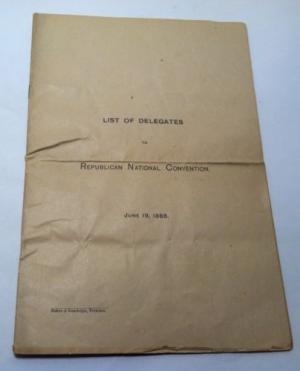 LIST OF DELEGATES
TO
REPUBLICAN NATIONAL CONVENTION.
JUNE 19, 1888.